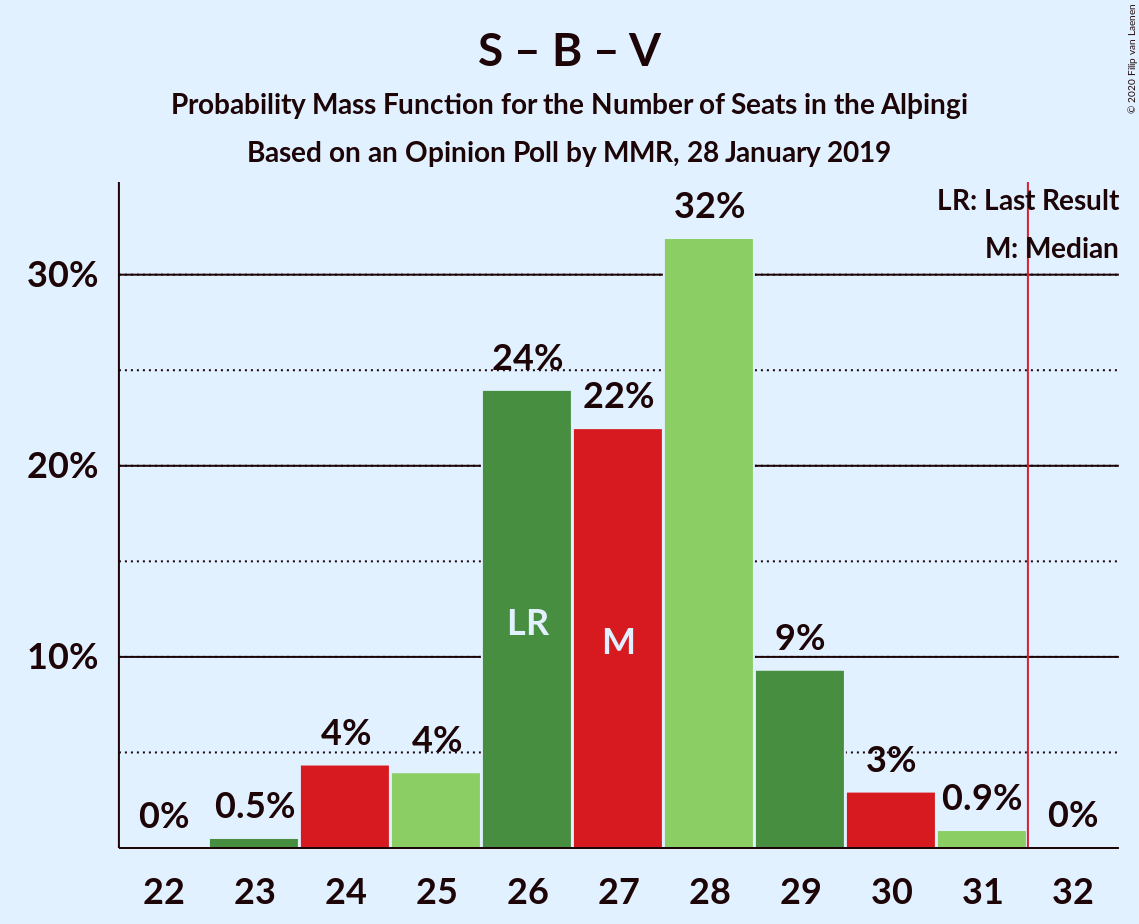 S – B – V
Probability Mass Function for the Number of Seats in the Alþingi
Based on an Opinion Poll by MMR, 28 January 2019
© 2020 Filip van Laenen
LR: Last Result
M: Median
32%
30%
24%
22%
20%
LR
M
9%
10%
4%
4%
3%
0%
0.5%
0.9%
0%
22 23 24 25 26 27 28 29 30 31 32